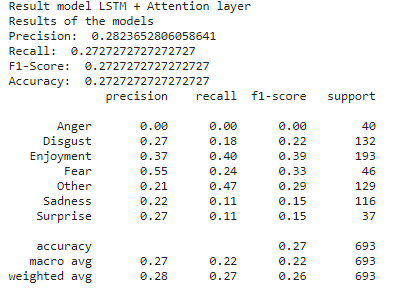 Result model LSTM + Attention layer
Results of the models
Precision:  0.2823652806058641
Recall:  0.2727272727272727
F1-Score:  0.2727272727272727
Accuracy:  0.2727272727272727
precision    recall  f1-score   support
Anger       0.00      0.00      0.00        40
Disgust       0.27      0.18      0.22       132
Enjoyment       0.37      0.40      0.39       193
Fear       0.55      0.24      0.33        46
Other       0.21      0.47      0.29       129
Sadness       0.22      0.11      0.15       116
Surprise       0.27      0.11      0.15        37
accuracy                           0.27       693
macro avg       0.27      0.22      0.22       693
weighted avg       0.28      0.27      0.26       693